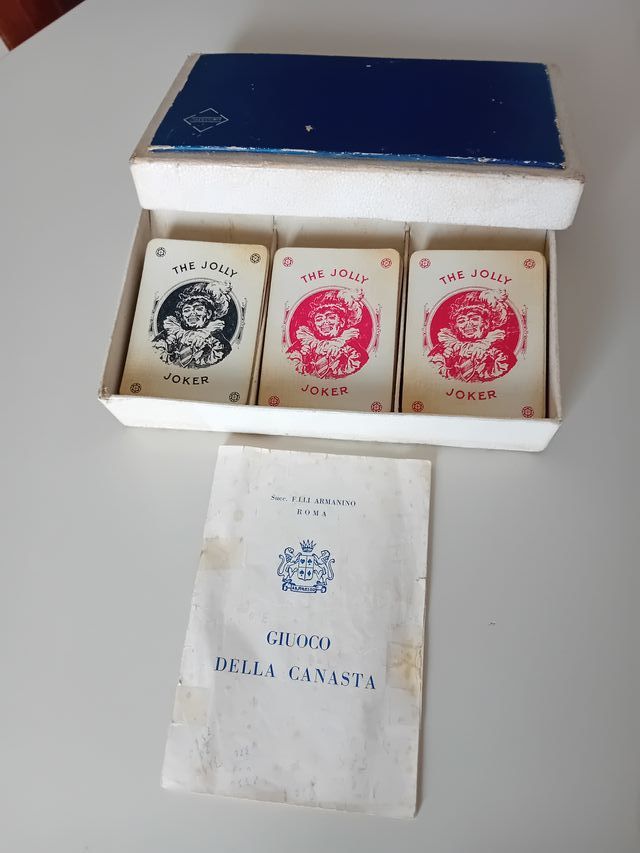 THE JOLLY
JOKER
THE JOLLY
JOKER
THE JOLLY
JOKER
Succ. F.LLI ARMANINO
ROMA
GIUOCO
DELLA CANASTA